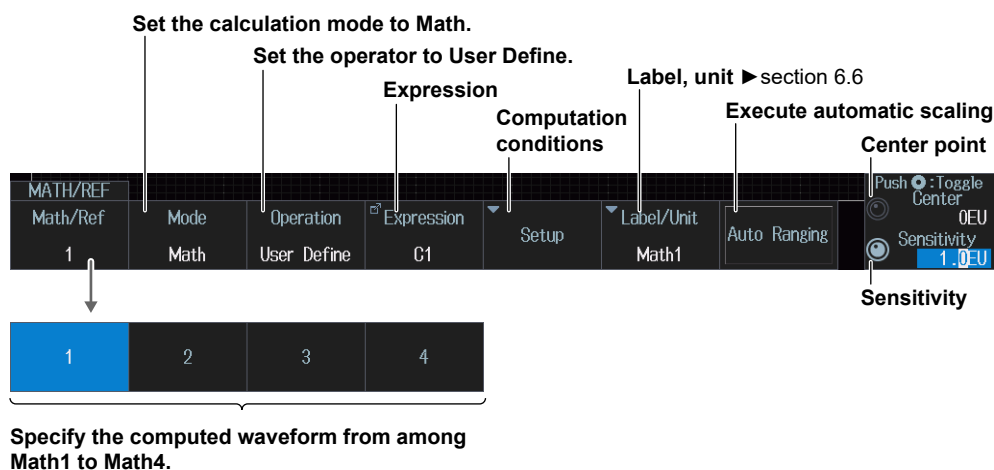 Set the calculation mode to Math.
Set the operator to User Define.
Expression
Label, unit ►section 6.6
Computation
conditions
Execute automatic scaling
Center point
MATH/REF
Math/Ref
1
Mode
Math
Operation
User Define
Expression
C1
Setup
Label/Unit
Math1
Auto Ranging
Push :Toggle
Center
0EU
Sensitivity
1.0EU
Sensitivity
1
2
3
4
Specify the computed waveform from among
Math1 to Math4.